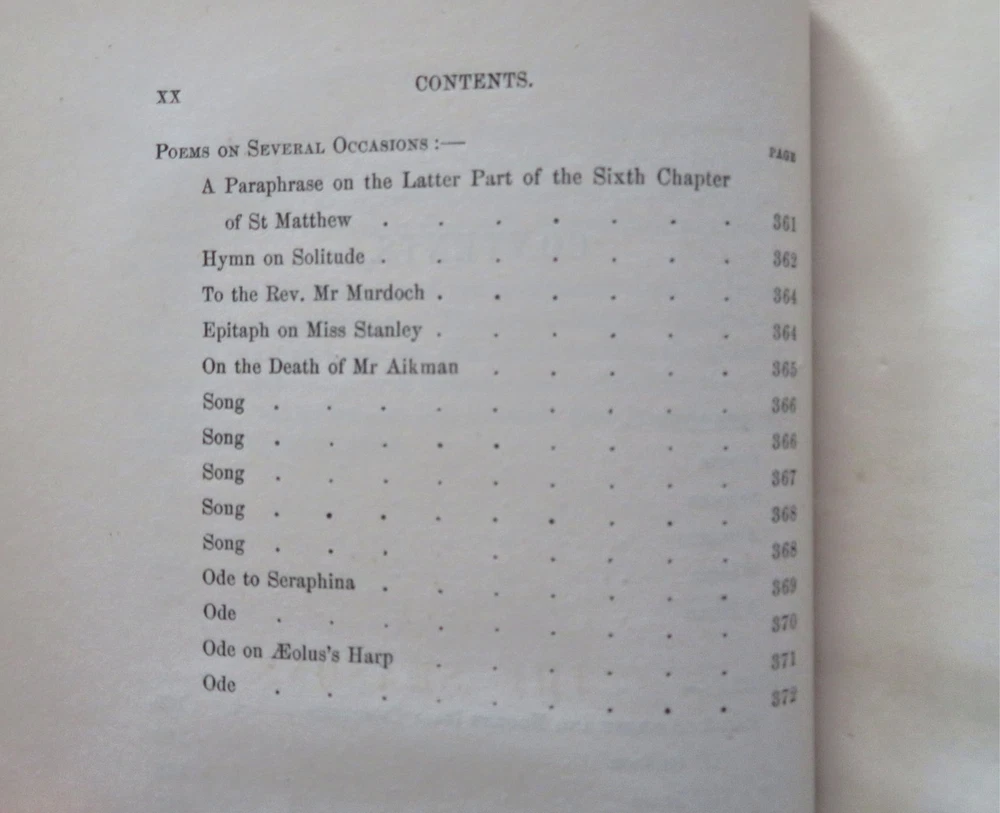 xx CONTENTS.
POEMS ON SEVERAL OCCASIONS :—
PAGE
A Paraphrase on the Latter Part of the Sixth Chapter
of St Matthew . . . . . . . 361
Hymn on Solitude . . . . . . . 362
To the Rev. Mr Murdoch . . . . . . 364
Epitaph on Miss Stanley . . . . . . 364
On the Death of Mr Aikman . . . . . 365
Song . . . . . . . . . 366
Song . . . . . . . . . 366
Song . . . . . . . . . 367
Song . . . . . . . . . 368
Song . . . . . . . . 368
Ode to Seraphina . . . . . . . 369
Ode . . . . . . . . . 370
Ode on Æolus's Harp . . . . . . 371
Ode . . . . . . . . . 372